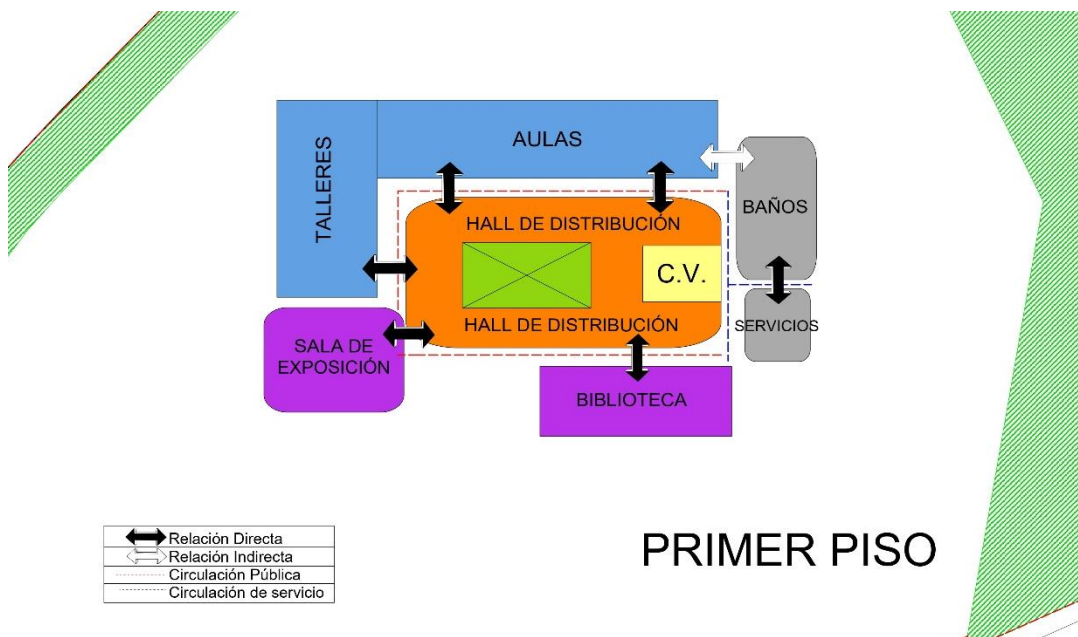 AULAS
TALLERES
BAÑOS
HALL DE DISTRIBUCIÓN
C.V.
HALL DE DISTRIBUCIÓN
SERVICIOS
SALA DE
EXPOSICIÓN
BIBLIOTECA
Relación Directa
Relación Indirecta
Circulación Pública
Circulación de servicio
PRIMER PISO